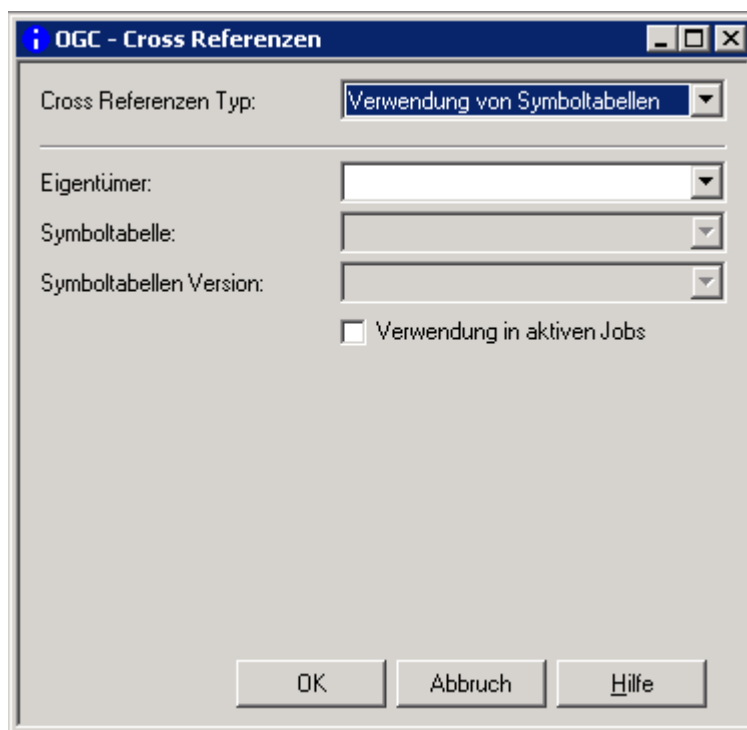 OGC - Cross Referenzen
Cross Referenzen Typ: Verwendung von Symboltabellen
Eigentümer:
Symboltabelle:
Symboltabellen Version:
Verwendung in aktiven Jobs
OK Abbruch Hilfe